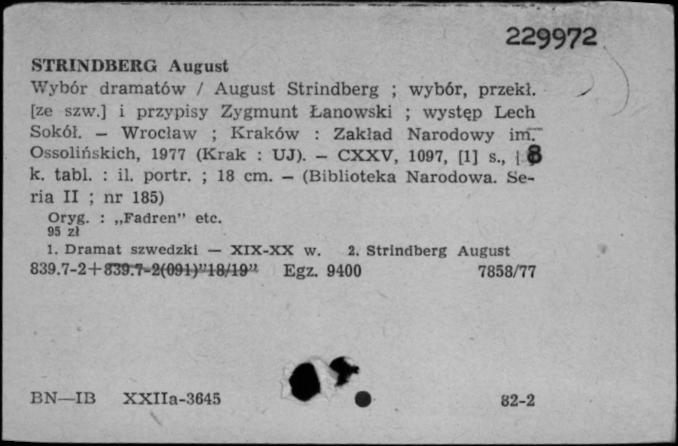 229972
STRINDBERG August
Wybór dramatów / August Strindberg ; wybór, przekł.
[ze szw.] i przypisy Zygmunt Łanowski ; występ Lech
Sokół. — Wrocław ; Kraków : Zakład Narodowy im.
Ossolińskich, 1977 (Krak : UJ). — CXXV, 1097, [1] s., 8
k. tabl. : il. portr. ; 18 cm. — (Biblioteka Narodowa. Se-
ria II ; nr 185)
Oryg. : „Fadren” etc.
95 zł
1. Dramat szwedzki — XIX-XX w. 2. Strindberg August
839.7-2+839.7-2(091)”18/19” Egz. 9400 7858/77
BN—IB XXIIa-3645 82-2